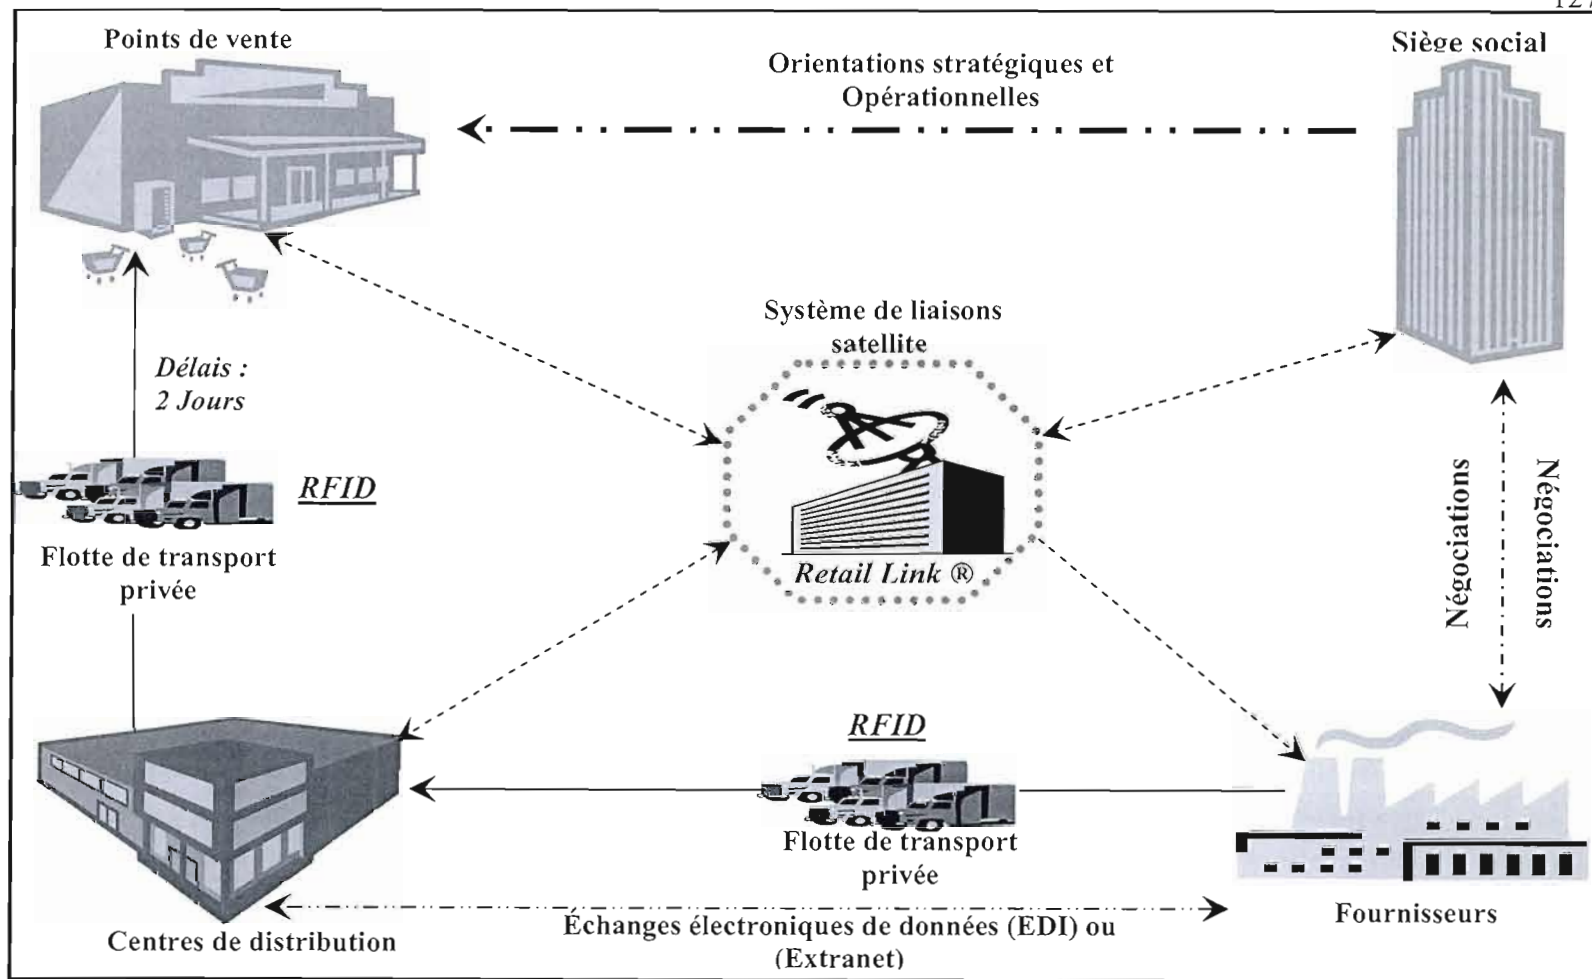 Points de vente
Siège social
Orientations stratégiques et
Opérationnelles
Système de liaisons
satellite
Délais :
2 Jours
RFID
Flotte de transport
privée
Retail Link ®
Négociations
Négociations
RFID
Flotte de transport
privée
Centres de distribution
Échanges électroniques de données (EDI) ou
(Extranet)
Fournisseurs